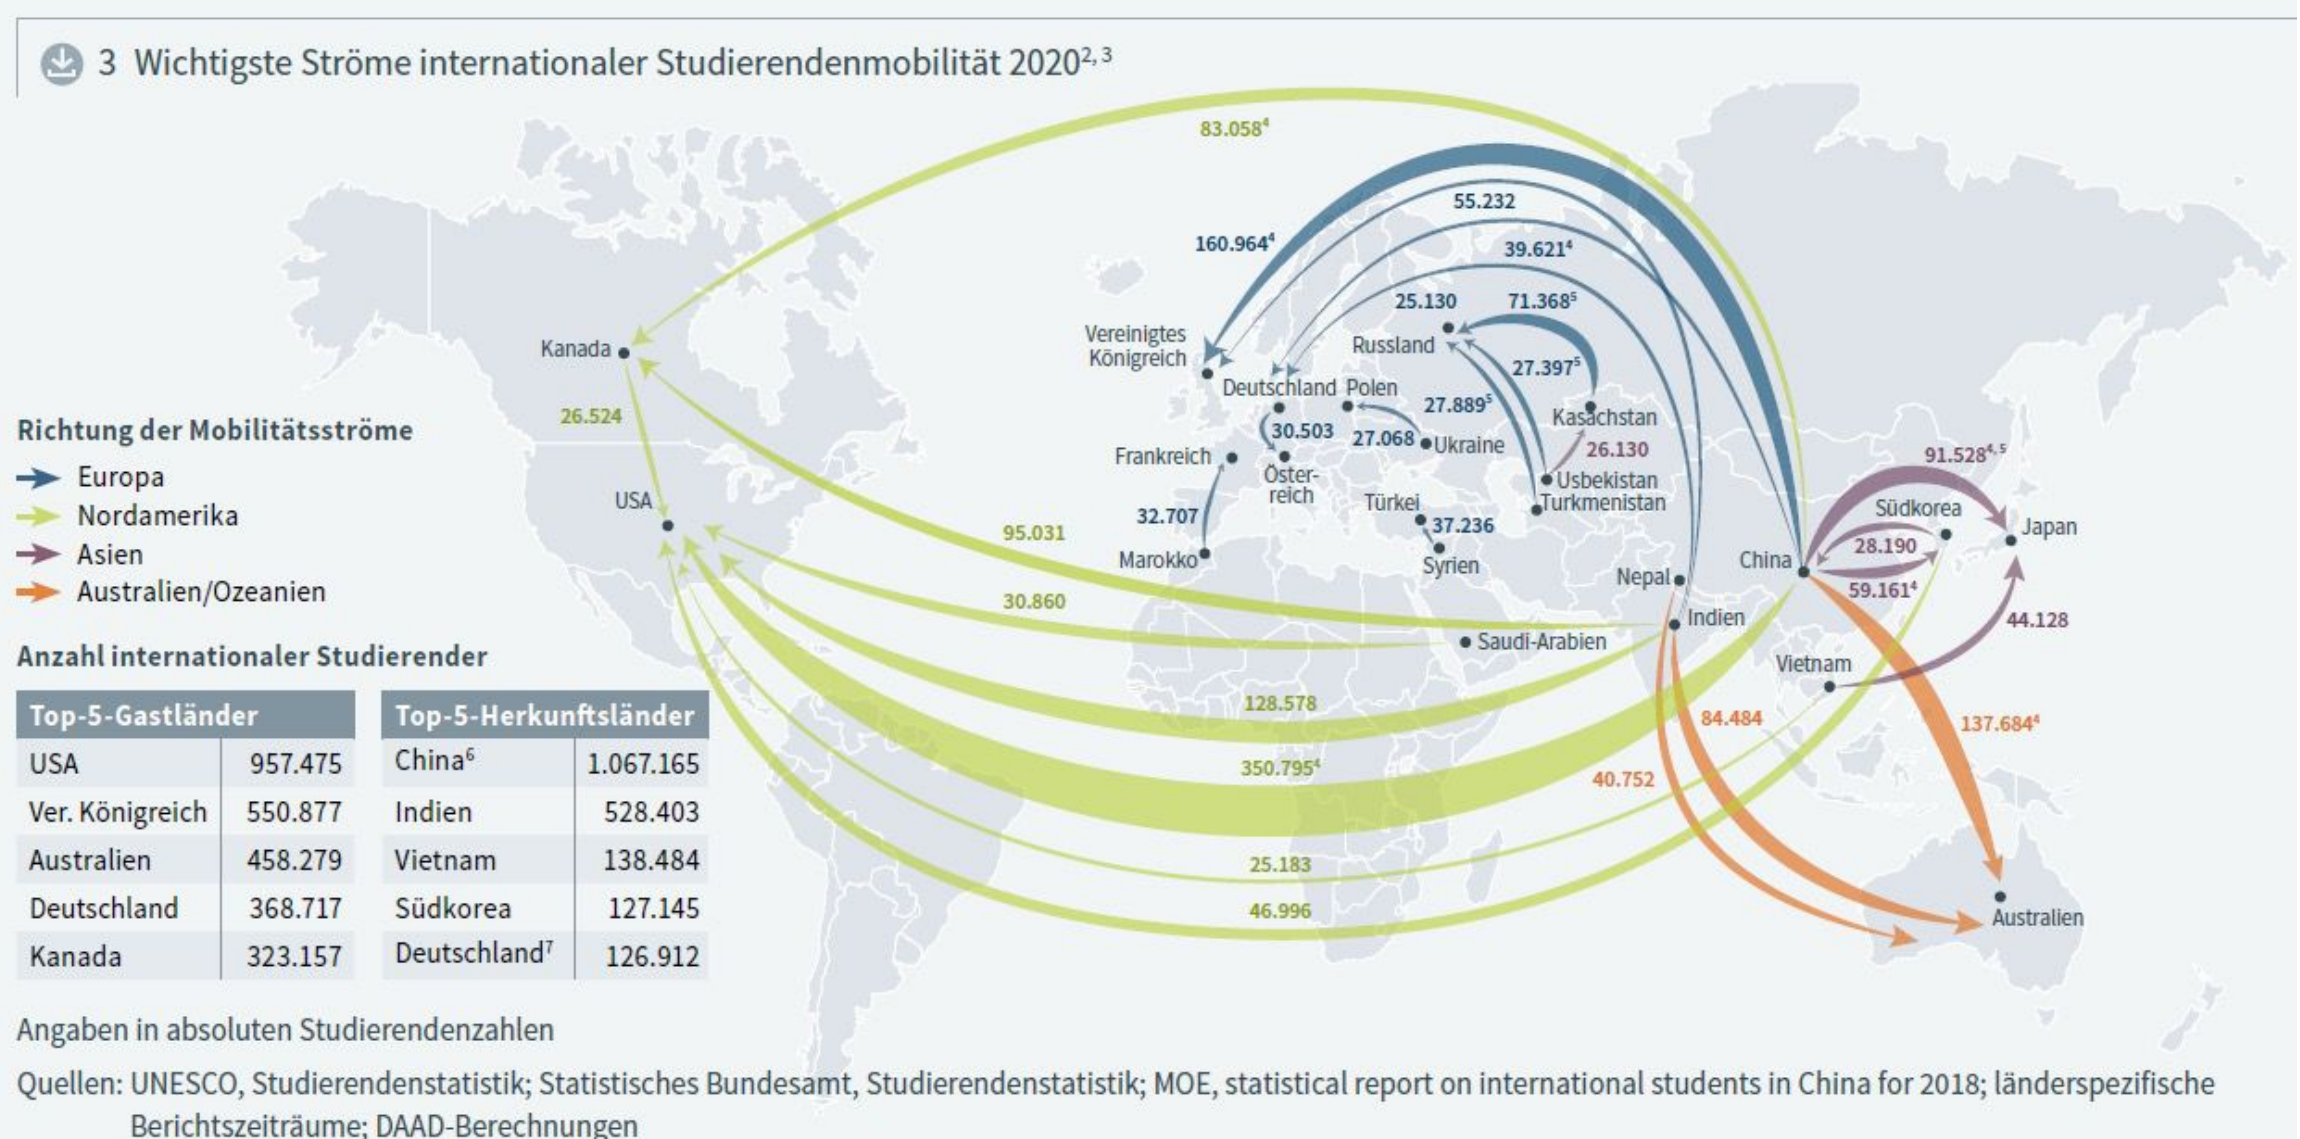 3 Wichtigste Ströme internationaler Studierendenmobilität 2020²,³
83.058⁴
55.232
160.964⁴
39.621⁴
25.130
71.368⁵
Vereinigtes
Königreich
Russland
Kanada
27.397⁵
Deutschland
Polen
26.524
27.889⁵
Kasachstan
30.503
27.068
Ukraine
26.130
Frankreich
Öster-
reich
Usbekistan
Turkmenistan
91.528⁴,⁵
USA
Türkei
37.236
Südkorea
Japan
32.707
95.031
28.190
Marokko
Syrien
China
Nepal
59.161⁴
30.860
Indien
44.128
Saudi-Arabien
Vietnam
128.578
84.484
137.684⁴
350.795⁴
40.752
25.183
46.996
Australien
Richtung der Mobilitätsströme
Europa
Nordamerika
Asien
Australien/Ozeanien
Anzahl internationaler Studierender
Top-5-Gastländer
USA 957.475
Ver. Königreich 550.877
Australien 458.279
Deutschland 368.717
Kanada 323.157
Top-5-Herkunftsländer
China⁶ 1.067.165
Indien 528.403
Vietnam 138.484
Südkorea 127.145
Deutschland⁷ 126.912
Angaben in absoluten Studierendenzahlen
Quellen: UNESCO, Studierendenstatistik; Statistisches Bundesamt, Studierendenstatistik; MOE, statistical report on international students in China for 2018; länderspezifische
Berichtszeiträume; DAAD-Berechnungen